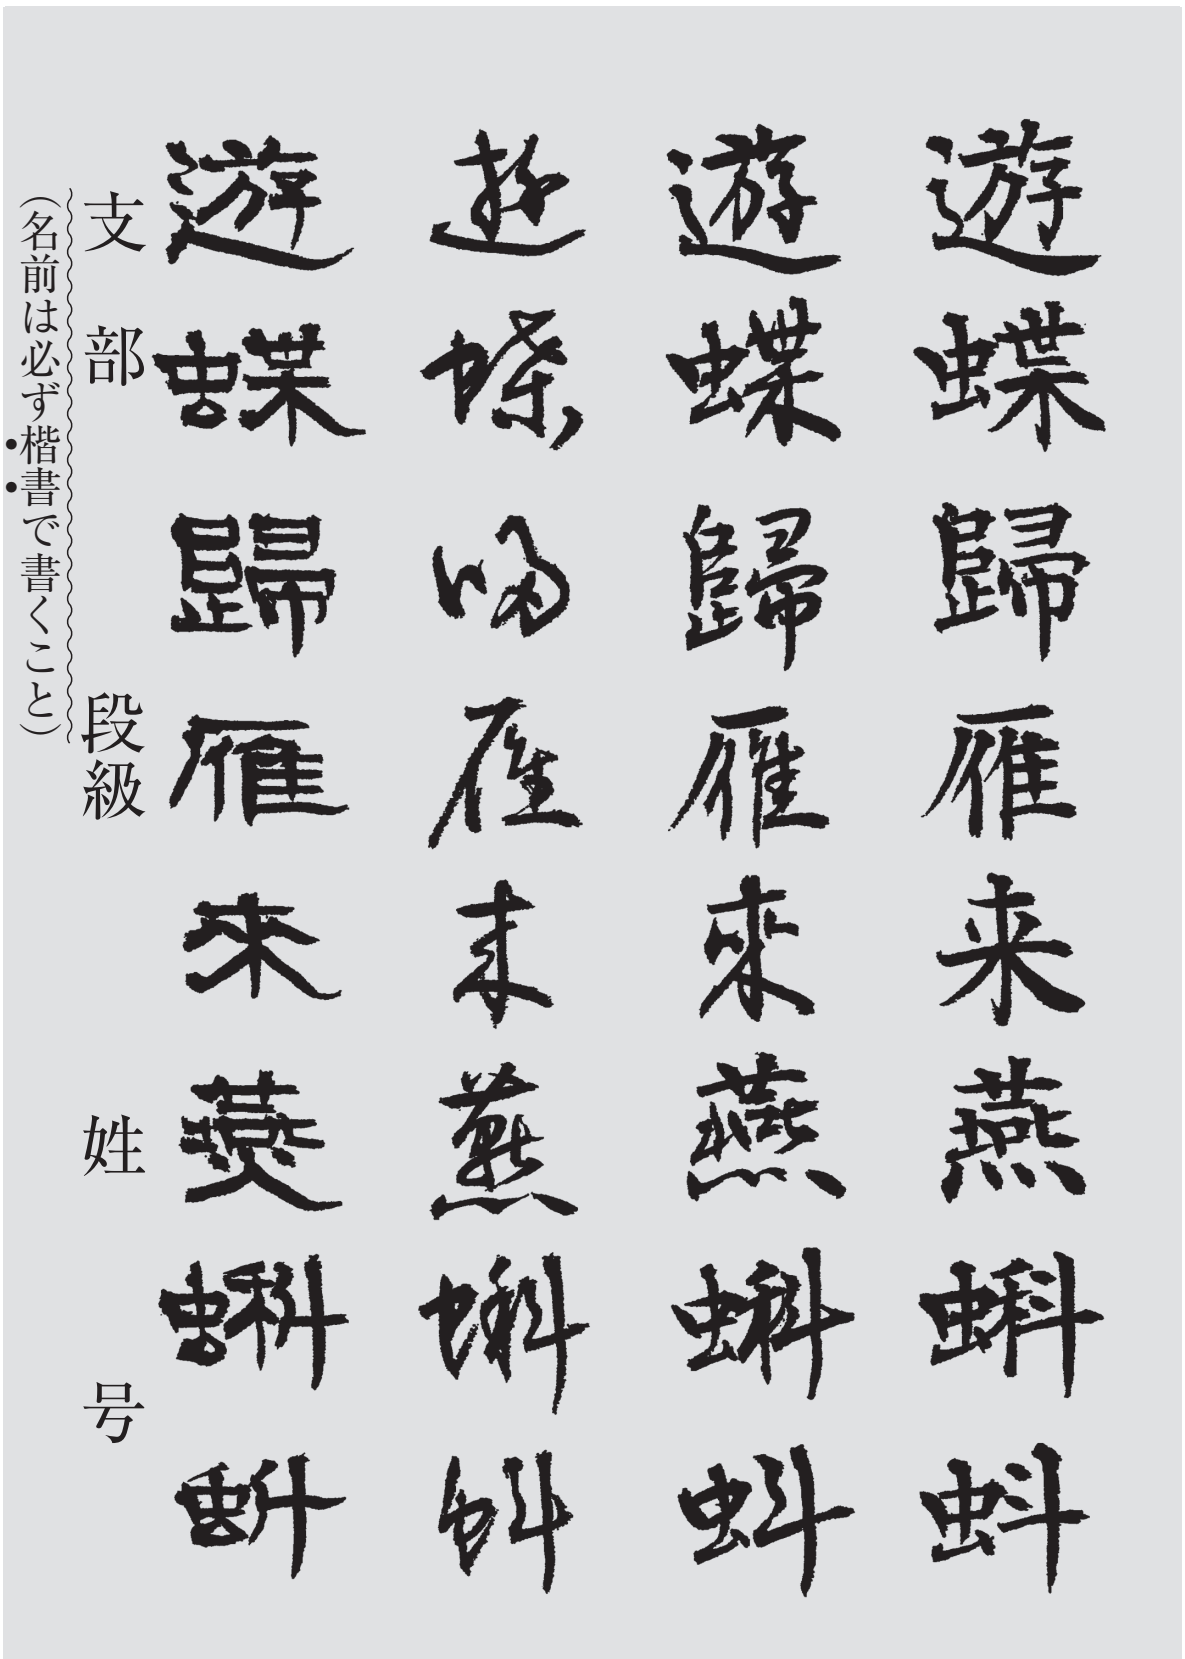 遊蝶歸雁来燕蝌蚪
遊蝶歸雁來燕蝌蚪
遊蝶帰雁来燕蝌蚪
遊蝶歸雁來燕蝌蚪
支部 段級 姓 号
（名前は必ず楷書で書くこと）